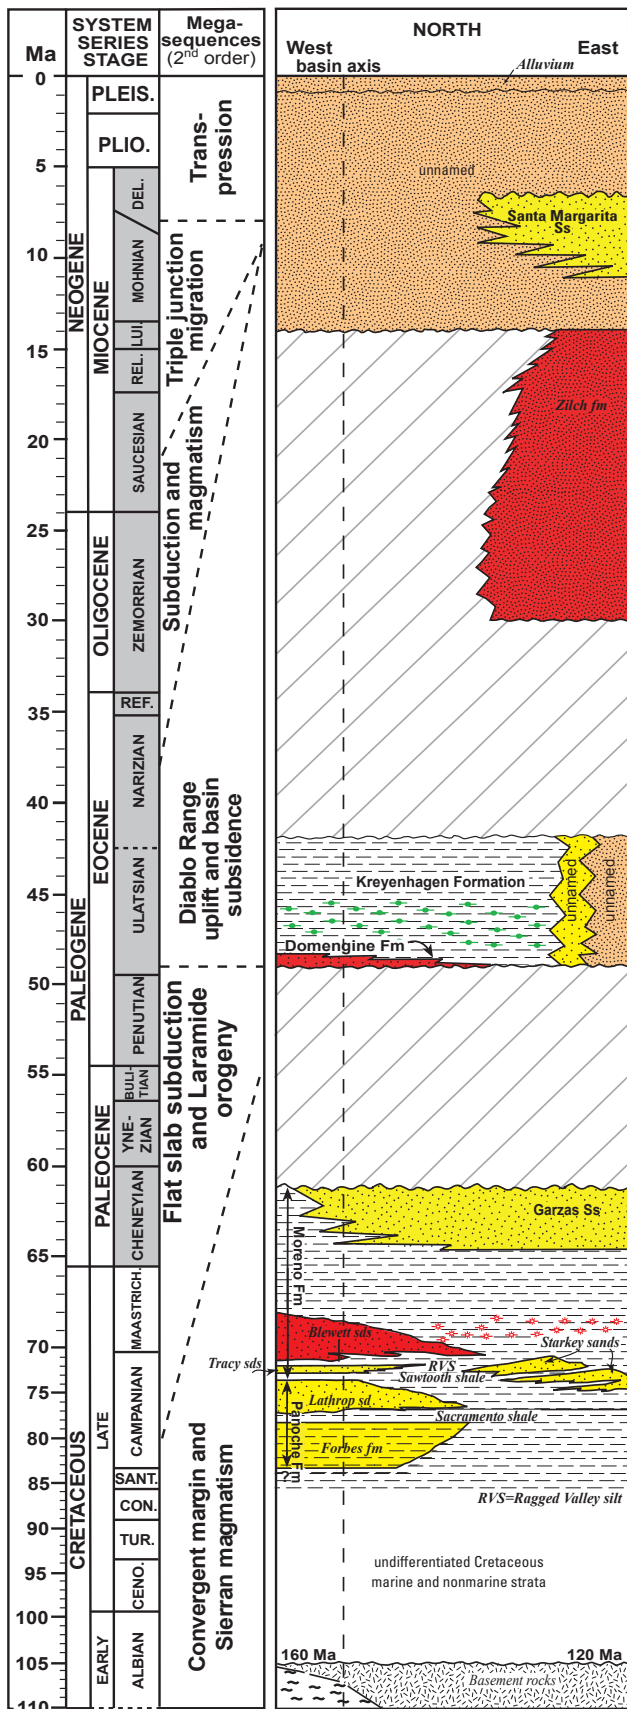 Ma
SYSTEM
SERIES
STAGE
Mega-
sequences
(2nd order)
NORTH
West
East
basin axis
Alluvium
0
5
10
15
20
25
30
35
40
45
50
55
60
65
70
75
80
85
90
95
100
105
110
NEOGENE
PALEOGENE
CRETACEOUS
PLEIS.
PLIO.
MIOCENE
OLIGOCENE
EOCENE
PALEOCENE
LATE
EARLY
DEL.
MOHNIAN
LUI.
REL.
SAUCESIAN
ZEMORRIAN
REF.
NARIZIAN
ULATSIAN
PENUTIAN
BULI-
TIAN
YNE-
ZIAN
CHENEYIAN
MAASTRICH.
CAMPANIAN
SANT.
CON.
TUR.
CENO.
ALBIAN
Trans-
pression
Triple junction
migration
Subduction and
magmatism
Diablo Range
uplift and basin
subsidence
Flat slab subduction
and Laramide
orogeny
Convergent margin and
Sierran magmatism
unnamed
Santa Margarita
Ss
Zilch fm
Kreyenhagen Formation
unnamed
unnamed
Domengine Fm
Garzas Ss
Moreno Fm
Blewett sds
Starkey sands
Tracy sds
RVS
Sawtooth shale
Lathrop sd
Sacramento shale
Panoche Fm
Forbes fm
?
RVS=Ragged Valley silt
undifferentiated Cretaceous
marine and nonmarine strata
160 Ma
120 Ma
Basement rocks